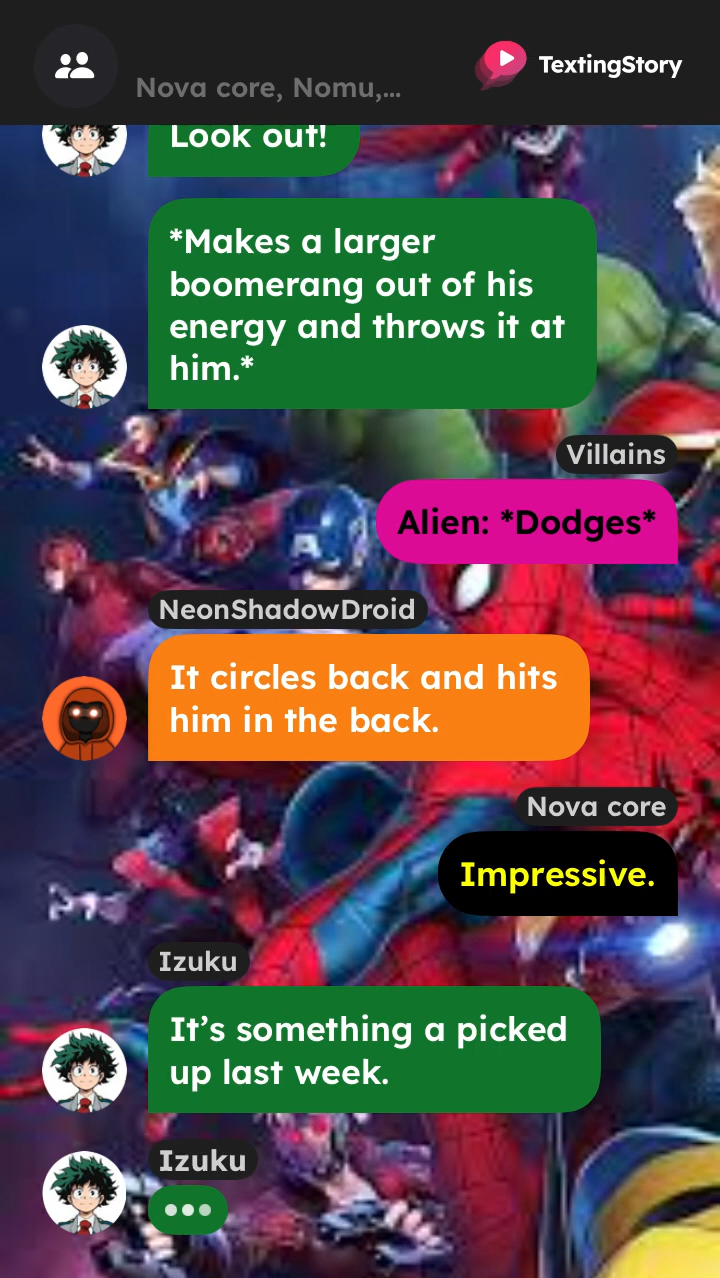 Nova core, Nomu,...
TextingStory
Look out!
*Makes a larger
boomerang out of his
energy and throws it at
him.*
Villains
Alien: *Dodges*
NeonShadowDroid
It circles back and hits
him in the back.
Nova core
Impressive.
Izuku
It’s something a picked
up last week.
Izuku